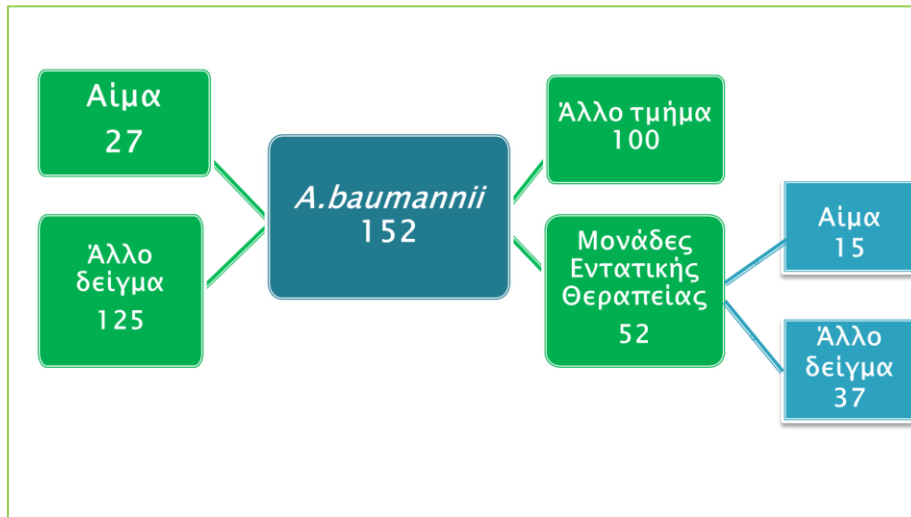 Αίμα
27
Άλλο
δείγμα
125
A.baumannii
152
Άλλο τμήμα
100
Μονάδες
Εντατικής
Θεραπείας
52
Αίμα
15
Άλλο
δείγμα
37